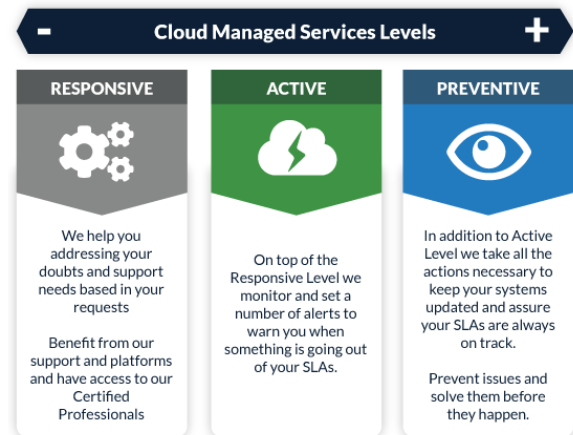 - Cloud Managed Services Levels +
RESPONSIVE
We help you
addressing your
doubts and support
needs based in your
requests
Benefit from our
support and platforms
and have access to our
Certified
Professionals
ACTIVE
On top of the
Responsive Level we
monitor and set a
number of alerts to
warn you when
something is going out
of your SLAs.
PREVENTIVE
In addition to Active
Level we take all the
actions necessary to
keep your systems
updated and assure
your SLAs are always
on track.
Prevent issues and
solve them before
they happen.